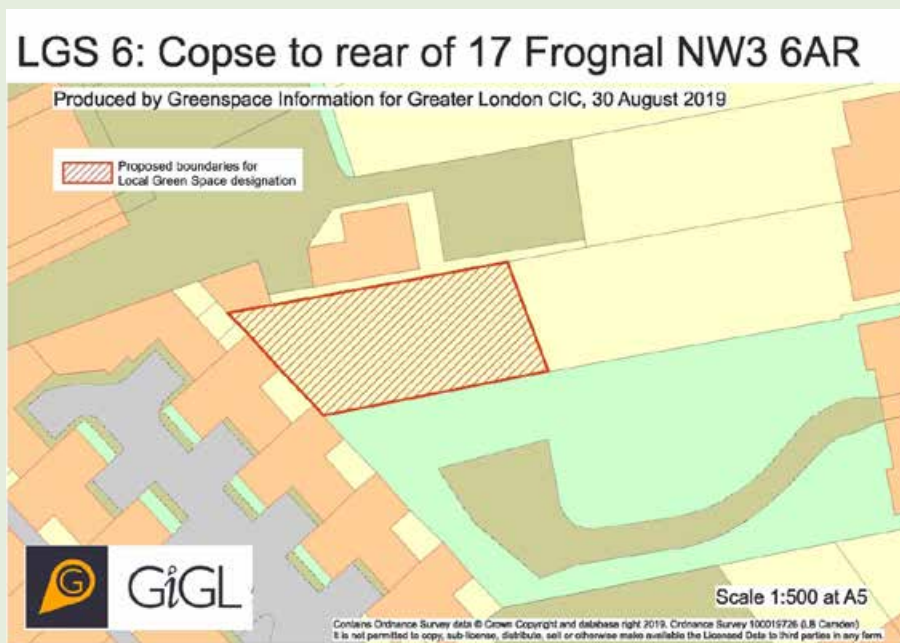 LGS 6: Copse to rear of 17 Frognal NW3 6AR
Produced by Greenspace Information for Greater London CIC, 30 August 2019
Proposed boundaries for
Local Green Space designation
G
GiGL
Scale 1:500 at A5
Contains Ordnance Survey data © Crown Copyright and database right 2019. Ordnance Survey 100019726 (LB Camden)
It is not permitted to copy, sub-license, distribute, sell or otherwise make available the Licensed Data to third parties in any form.